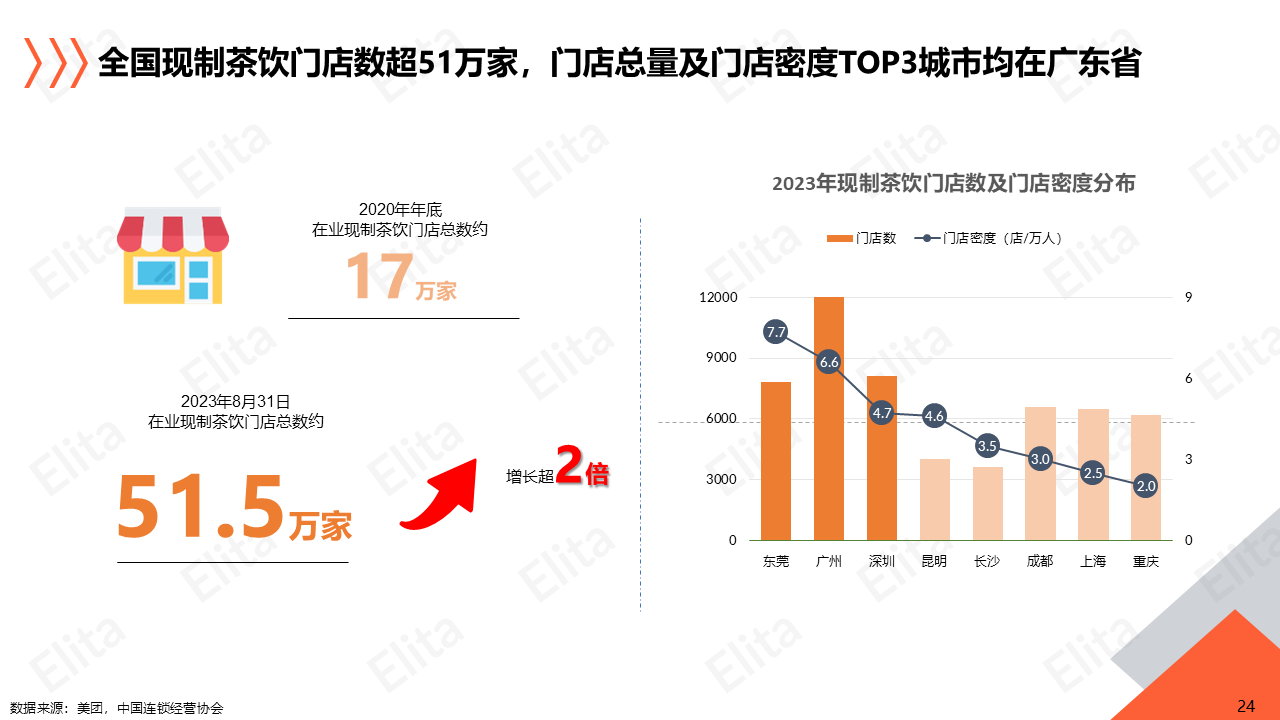 全国现制茶饮门店数超51万家，门店总量及门店密度TOP3城市均在广东省
2020年年底
在业现制茶饮门店总数约
17万家
2023年8月31日
在业现制茶饮门店总数约
51.5万家
增长超2倍
2023年现制茶饮门店数及门店密度分布
门店数 门店密度（店/万人）
12000 9
9000
6
6000
3
3000
0 0
7.7 6.6 4.7 4.6 3.5 3.0 2.5 2.0
东莞 广州 深圳 昆明 长沙 成都 上海 重庆
数据来源：美团，中国连锁经营协会
24
Elita